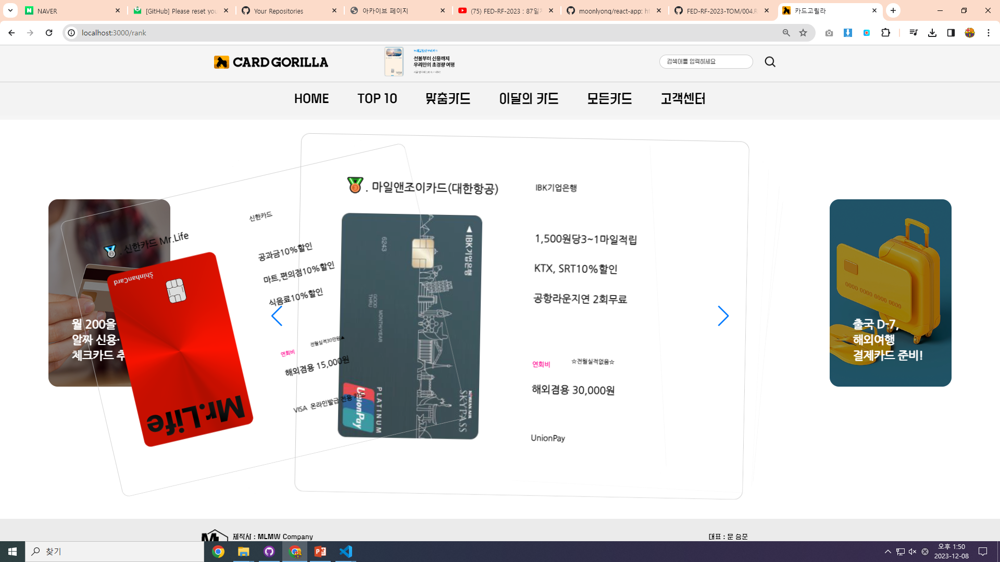 NAVER
[GitHub] Please reset you
Your Repositories
아카이브 페이지
(75) FED-RF-2023 : 87일차
moonlyong/react-app: ht
FED-RF-2023-TOM/004.R
카드고릴라
localhost:3000/rank
CARD GORILLA
선불부터 신용까지
우리만의 초경량 여행
검색어를 입력하세요
HOME
TOP 10
맞춤카드
이달의 카드
모든카드
고객센터
월 200을
알짜 신용·
체크카드 추
. 신한카드 Mr.Life
신한카드
ShinhanCard
Mr.Life
공과금10%할인
마트,편의점10%할인
식음료10%할인
연회비
전월실적30만원▲
해외겸용 15,000원
VISA 온라인발급 전용 카드
. 마일앤조이카드(대한항공)
IBK기업은행
6243
IBK기업은행
GOOD
THRU
MONTH/YEAR
UnionPay
PLATINUM
KOREAN AIR
SKYPASS
1,500원당3~1마일적립
KTX, SRT10%할인
공항라운지연 2회무료
연회비
☆전월실적없음☆
해외겸용 30,000원
UnionPay
0000 0000 0000 0000
출국 D-7,
해외여행
결제카드 준비!
제작사 : MLMW Company
대표 : 문 승준
찾기
오후 1:50
2023-12-08